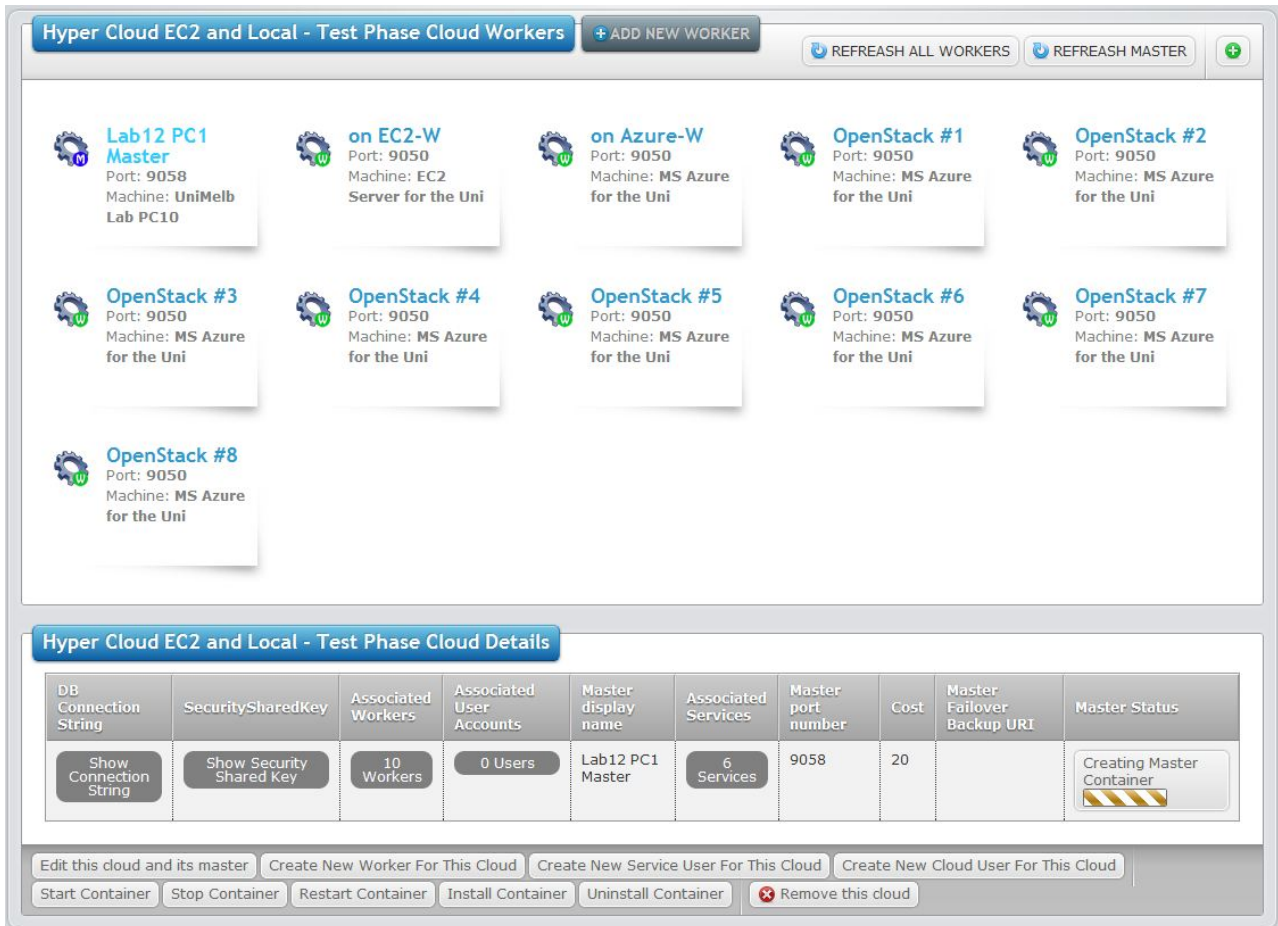 Hyper Cloud EC2 and Local - Test Phase Cloud Workers
ADD NEW WORKER
REFREASH ALL WORKERS
REFREASH MASTER
Lab12 PC1
Master
Port: 9058
Machine: UniMelb
Lab PC10
M
on EC2-W
Port: 9050
Machine: EC2
Server for the Uni
W
on Azure-W
Port: 9050
Machine: MS Azure
for the Uni
W
OpenStack #1
Port: 9050
Machine: MS Azure
for the Uni
W
OpenStack #2
Port: 9050
Machine: MS Azure
for the Uni
W
OpenStack #3
Port: 9050
Machine: MS Azure
for the Uni
W
OpenStack #4
Port: 9050
Machine: MS Azure
for the Uni
W
OpenStack #5
Port: 9050
Machine: MS Azure
for the Uni
W
OpenStack #6
Port: 9050
Machine: MS Azure
for the Uni
W
OpenStack #7
Port: 9050
Machine: MS Azure
for the Uni
W
OpenStack #8
Port: 9050
Machine: MS Azure
for the Uni
W
Hyper Cloud EC2 and Local - Test Phase Cloud Details
DB
Connection
String
SecuritySharedKey
Associated
Workers
Associated
User
Accounts
Master
display
name
Associated
Services
Master
port
number
Cost
Master
Failover
Backup URI
Master Status
Show
Connection
String
Show Security
Shared Key
10
Workers
0 Users
Lab12 PC1
Master
6
Services
9058
20
Creating Master
Container
Edit this cloud and its master
Create New Worker For This Cloud
Create New Service User For This Cloud
Create New Cloud User For This Cloud
Start Container
Stop Container
Restart Container
Install Container
Uninstall Container
Remove this cloud